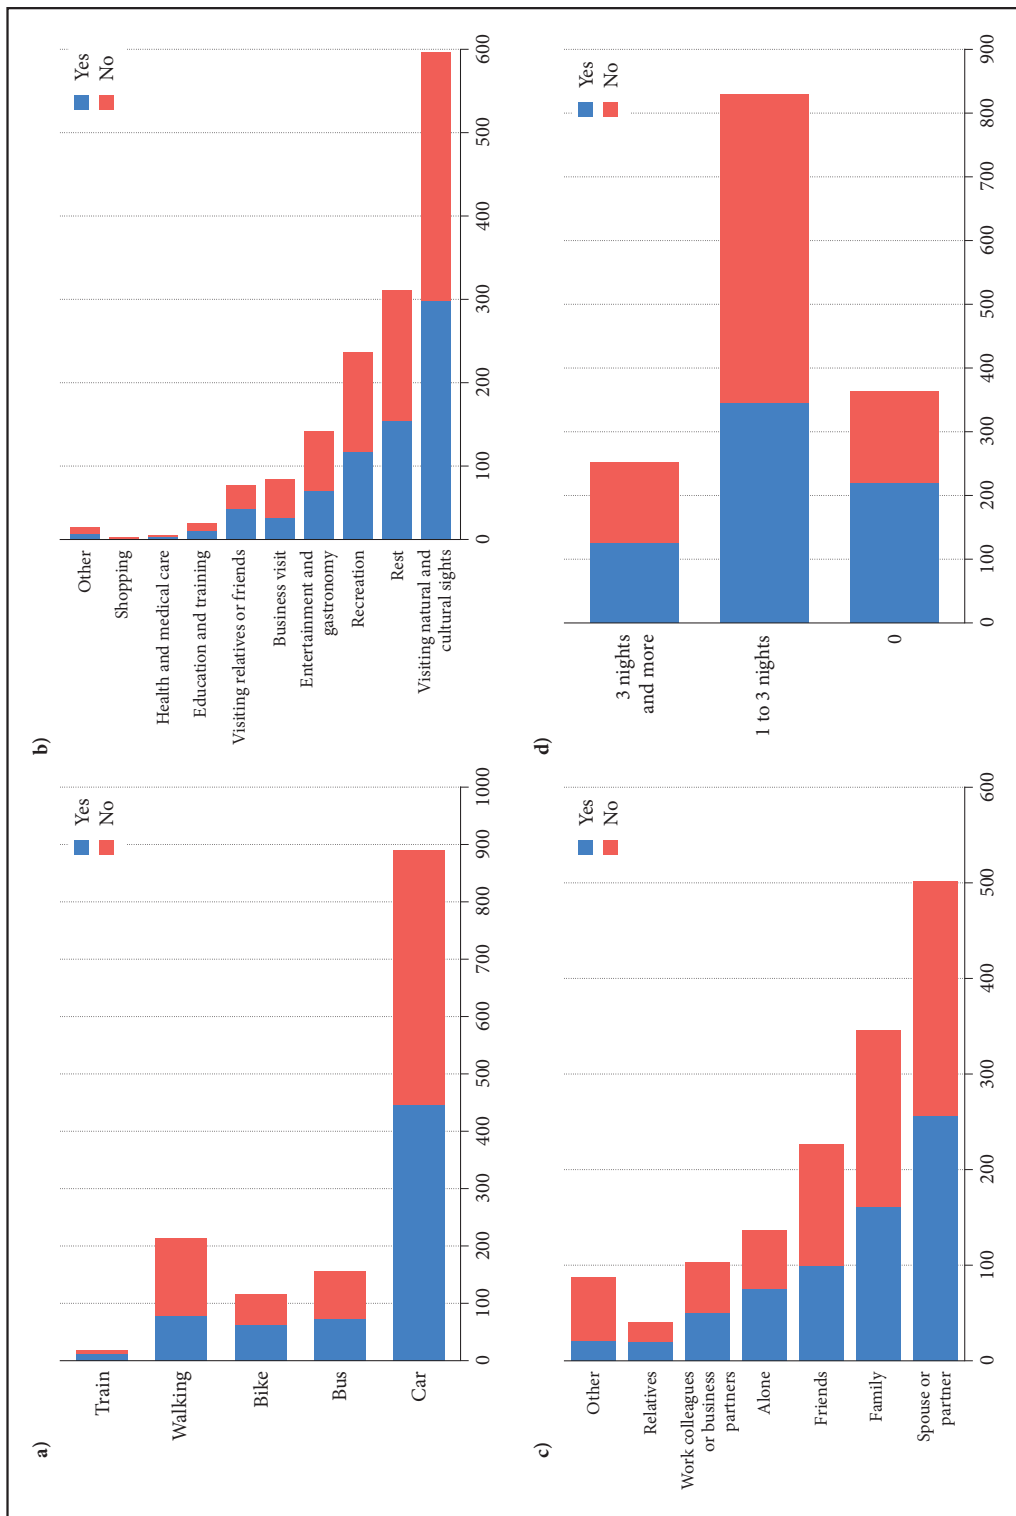 a)
Train
Walking
Bike
Bus
Car
0
100
200
300
400
500
600
700
800
900
1000
Yes
No
b)
Other
Shopping
Health and medical care
Education and training
Visiting relatives or friends
Business visit
Entertainment and
gastronomy
Recreation
Rest
Visiting natural and
cultural sights
0
100
200
300
400
500
600
Yes
No
c)
Other
Relatives
Work colleagues
or business
partners
Alone
Friends
Family
Spouse or
partner
0
100
200
300
400
500
600
Yes
No
d)
3 nights
and more
1 to 3 nights
0
0
100
200
300
400
500
600
700
800
900
Yes
No